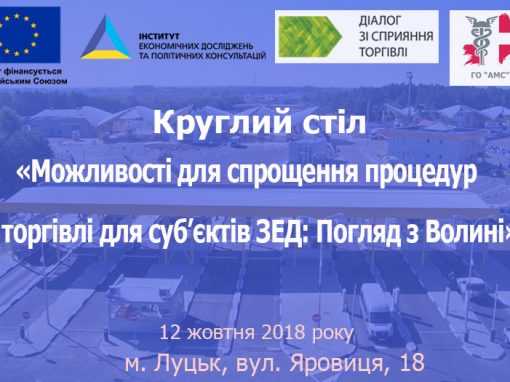 ІНСТИТУТ
ЕКОНОМІЧНИХ ДОСЛІДЖЕНЬ
ТА ПОЛІТИЧНИХ КОНСУЛЬТАЦІЙ
ДІАЛОГ
ЗІ СПРИЯННЯ
ТОРГІВЛІ
т фінансується
ейським Союзом
ГО "АМС"
Круглий стіл
«Можливості для спрощення процедур
торгівлі для суб’єктів ЗЕД: Погляд з Волині»
12 жовтня 2018 року
м. Луцьк, вул. Яровиця, 18